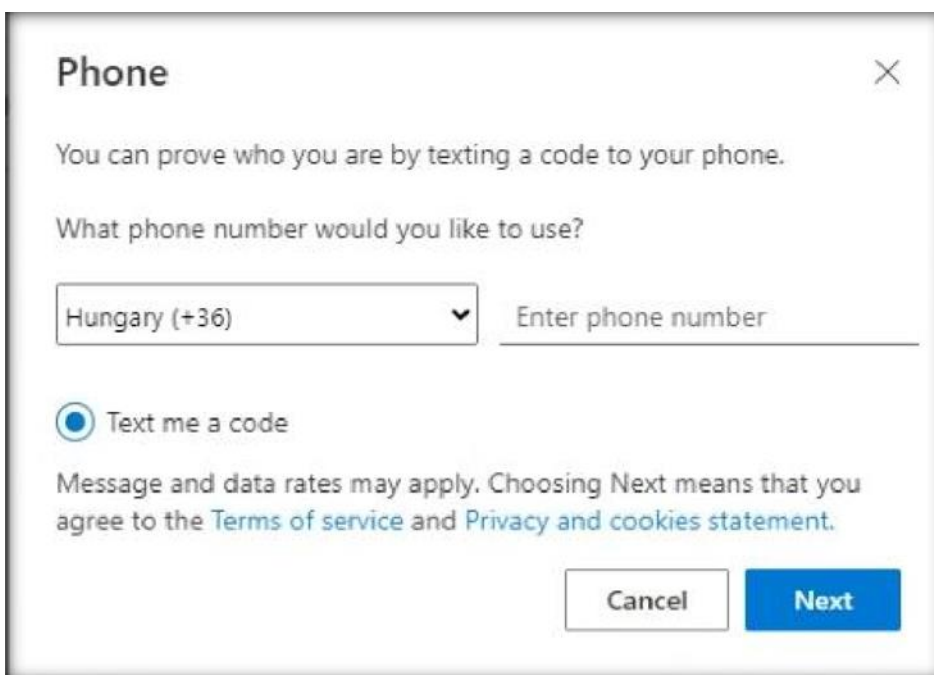 Phone
You can prove who you are by texting a code to your phone.
What phone number would you like to use?
Hungary (+36)
Enter phone number
Text me a code
Message and data rates may apply. Choosing Next means that you
agree to the Terms of service and Privacy and cookies statement.
Cancel
Next